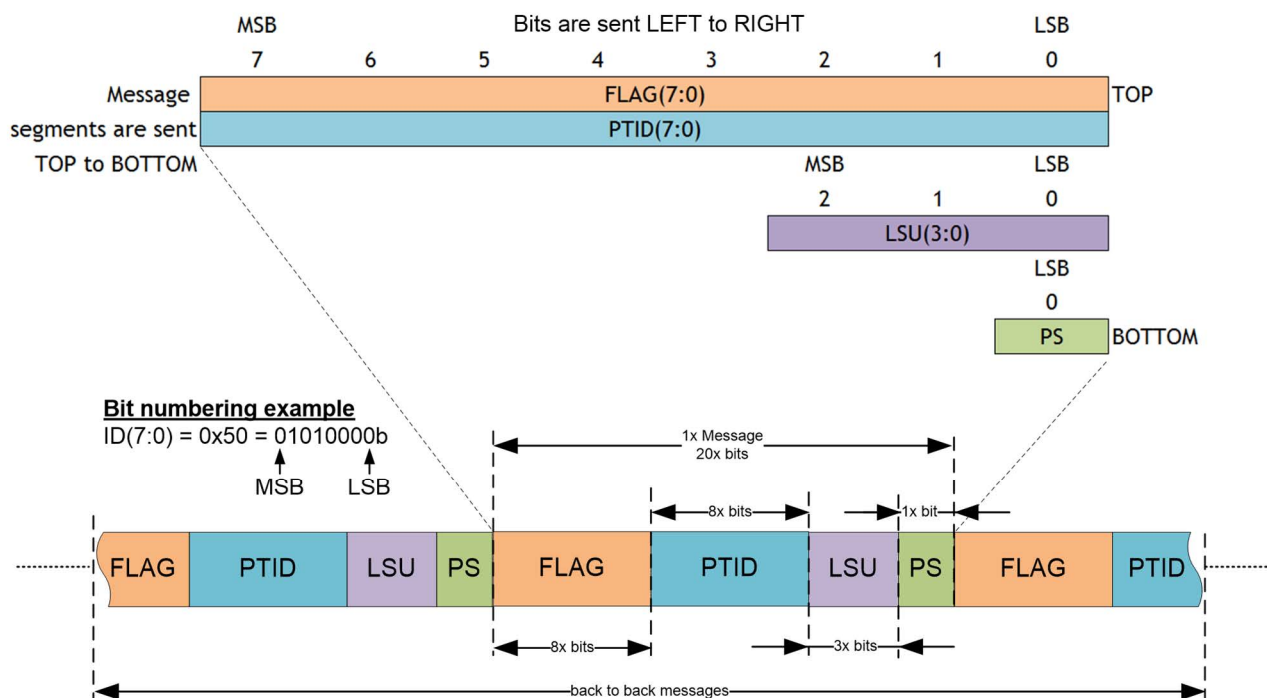 MSB Bits are sent LEFT to RIGHT LSB
7 6 5 4 3 2 1 0
Message FLAG(7:0) TOP
segments are sent PTID(7:0)
TOP to BOTTOM MSB LSB
2 1 0
LSU(3:0)
LSB
0
PS BOTTOM
Bit numbering example
ID(7:0) = 0x50 = 01010000b
MSB LSB
1x Message
20x bits
8x bits 1x bit
FLAG PTID LSU PS FLAG PTID LSU PS FLAG PTID
8x bits 3x bits
back to back messages